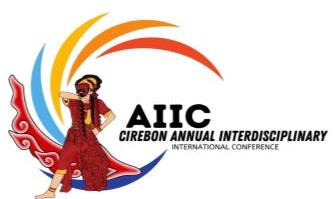 AIIC
CIREBON ANNUAL INTERDISCIPLINARY
INTERNATIONAL CONFERENCE